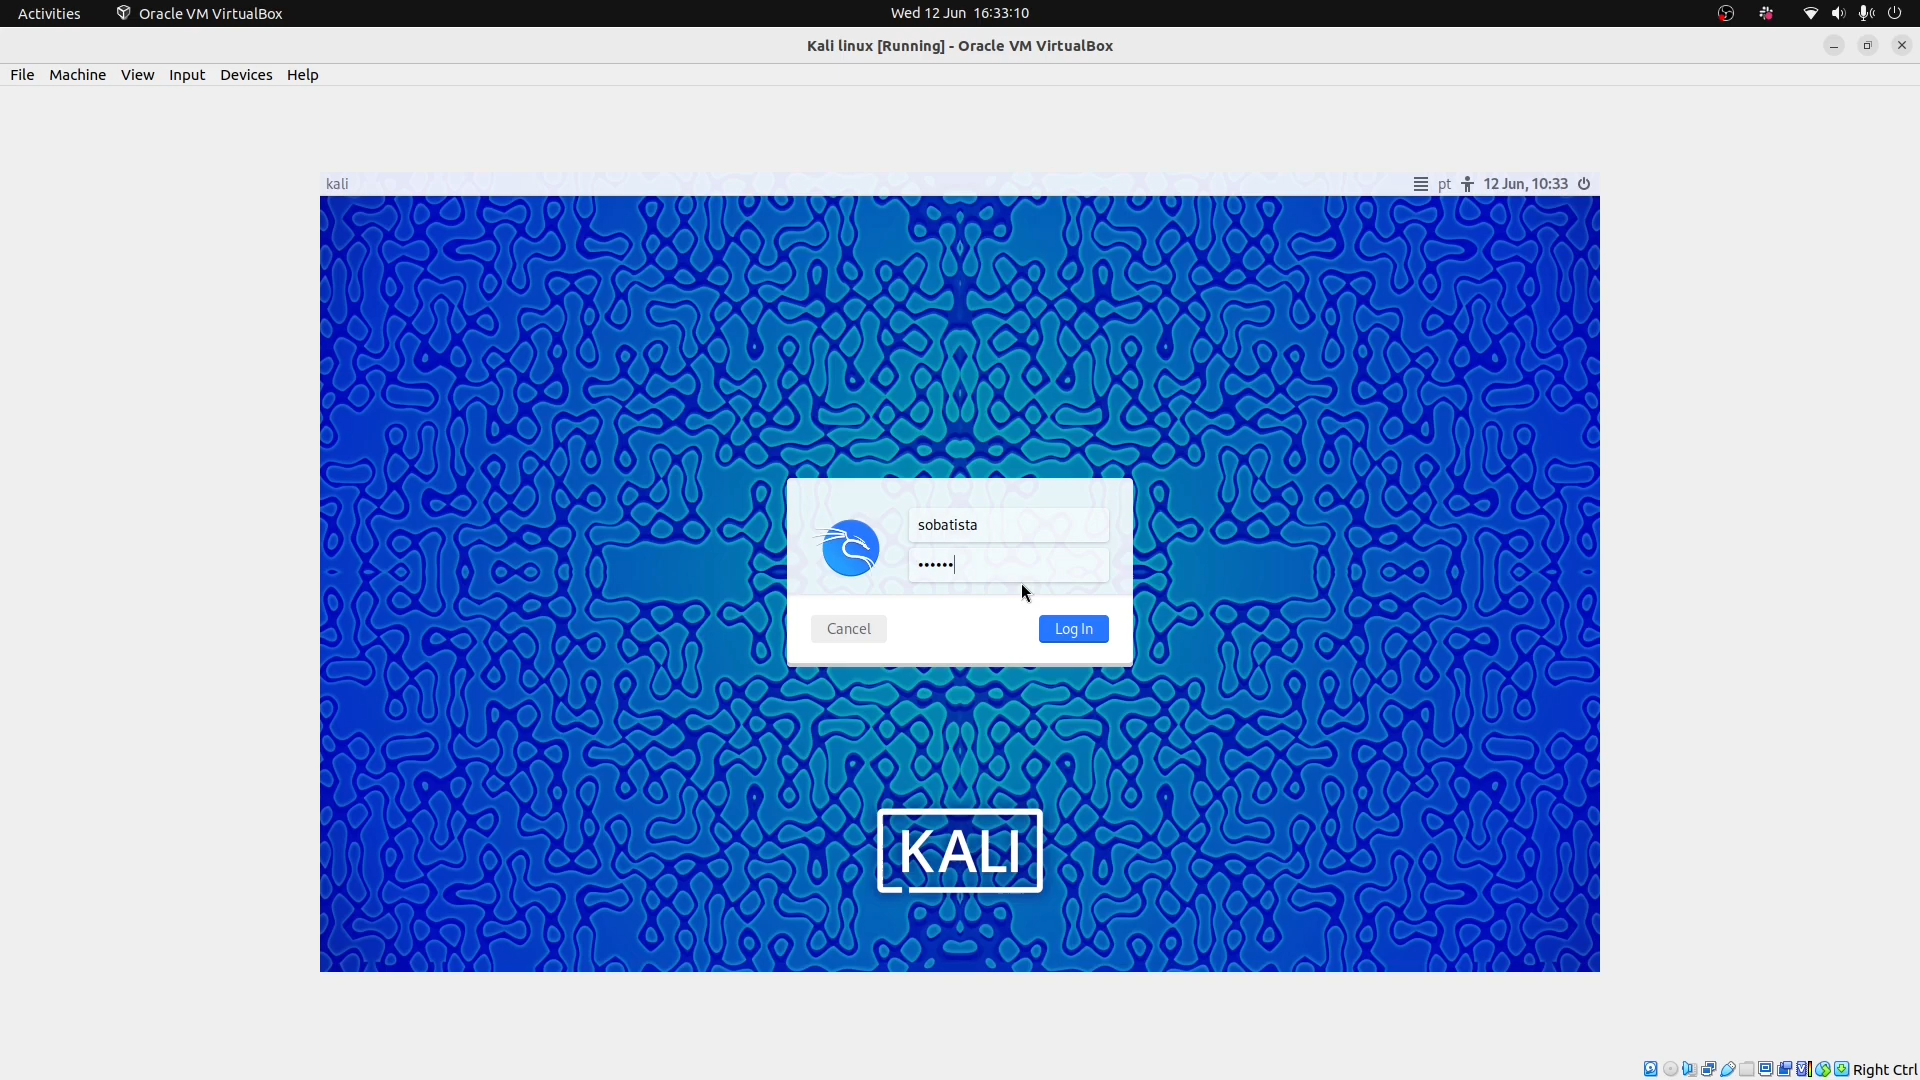 Activities Oracle VM VirtualBox Wed 12 Jun 16:33:10
Kali linux [Running] - Oracle VM VirtualBox
File Machine View Input Devices Help
kali pt 12 Jun, 10:33
sobatista
••••••
Cancel Log In
KALI
Right Ctrl